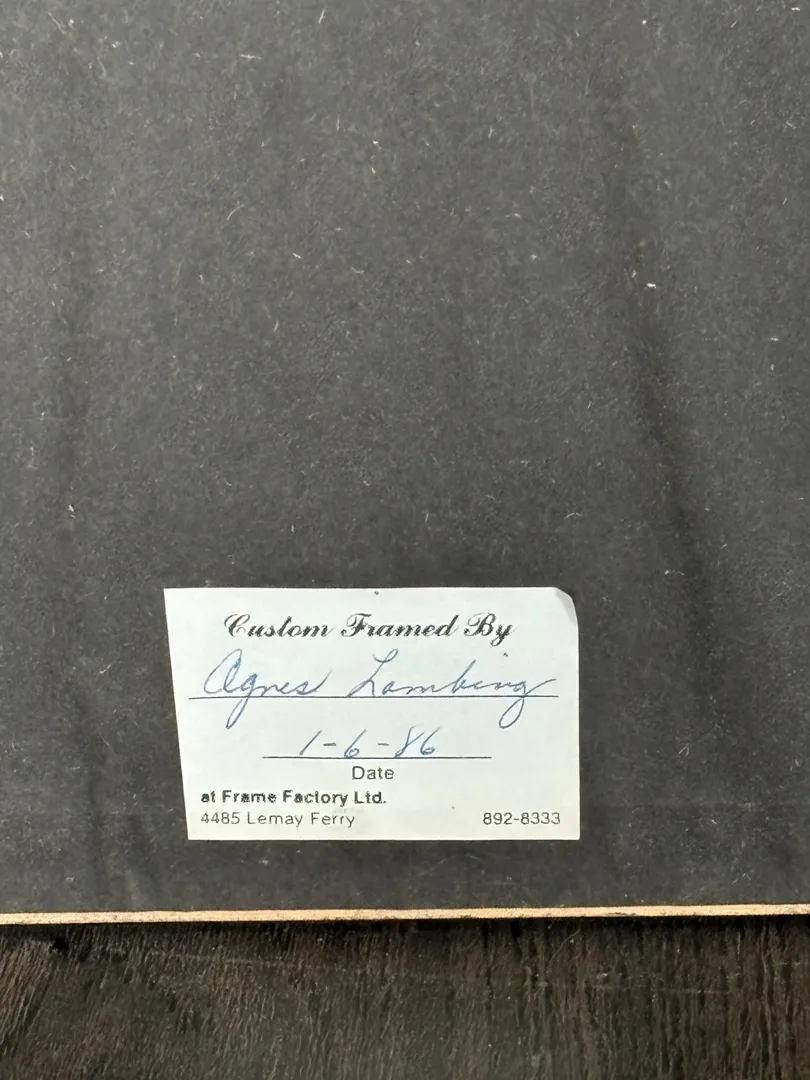 Custom Framed By
Agnes Lambing
1-6-86
Date
at Frame Factory Ltd.
4485 Lemay Ferry 892-8333